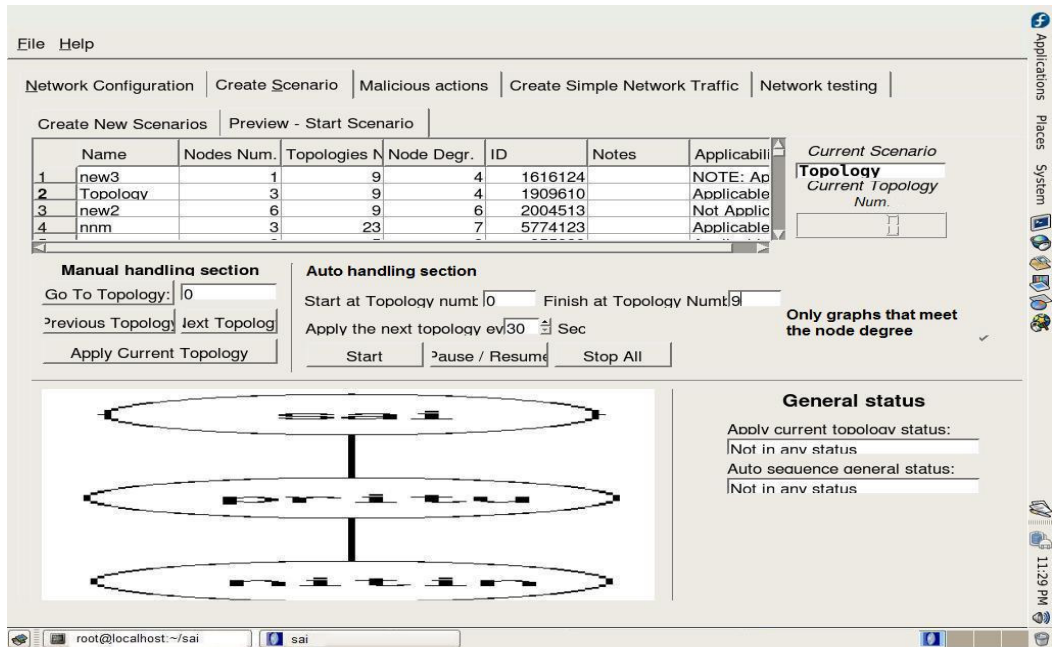 File Help
Applications Places System
Network Configuration Create Scenario Malicious actions Create Simple Network Traffic Network testing
Create New Scenarios Preview - Start Scenario
Name Nodes Num. Topologies N Node Degr. ID Notes Applicabili
1 new3 1 9 4 1616124 NOTE: Ap
2 Topology 3 9 4 1909610 Applicable
3 new2 6 9 6 2004513 Not Applic
4 nnm 3 23 7 5774123 Applicable
Current Scenario
Topology
Current Topology
Num.
Manual handling section
Go To Topology: 0
Previous Topology Next Topolog
Apply Current Topology
Auto handling section
Start at Topology numb 0 Finish at Topology Numb 9
Apply the next topology ev 30 Sec
Start Pause / Resume Stop All
Only graphs that meet
the node degree
sai
pritu
nitin
General status
Apply current topology status:
Not in any status
Auto sequence general status:
Not in any status
11:29 PM
root@localhost:~/sai sai